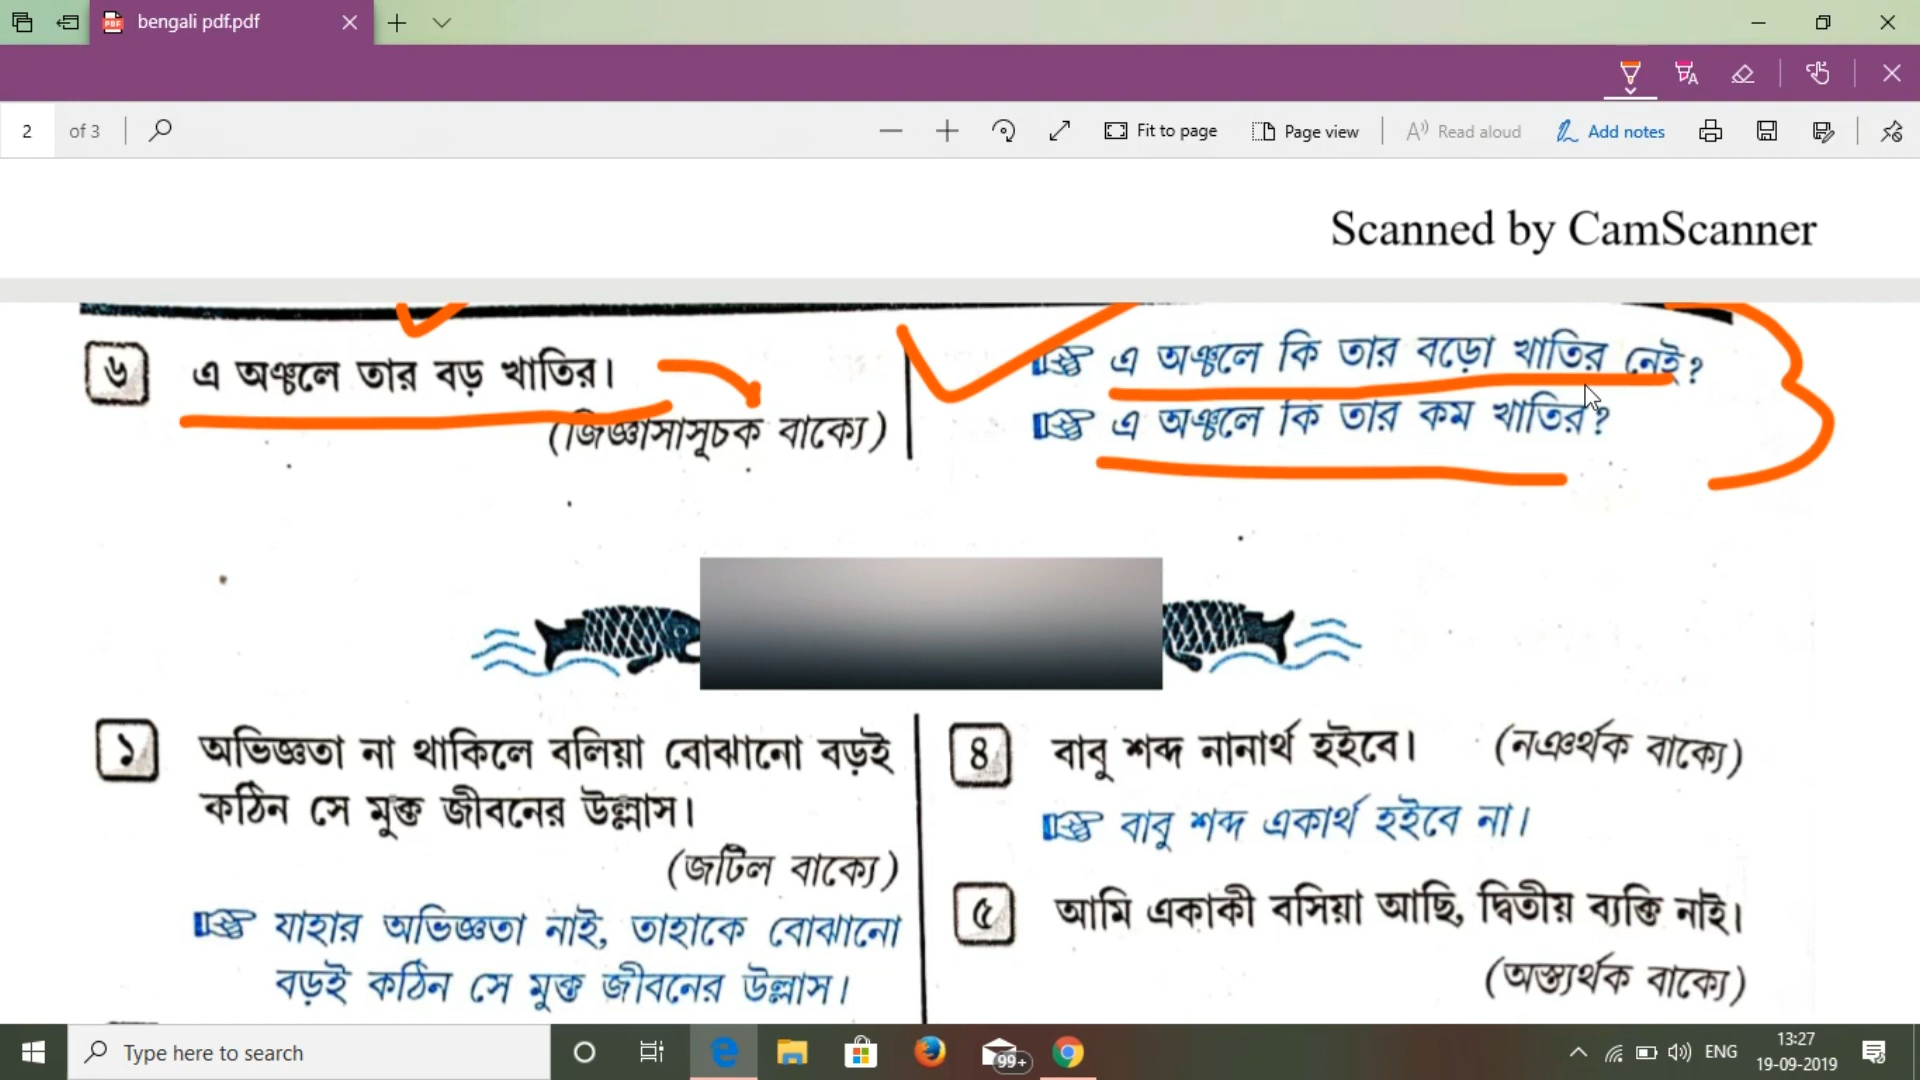 bengali pdf.pdf
2 of 3
Fit to page
Page view
Read aloud
Add notes
Scanned by CamScanner
৬ এ অঞ্চলে তার বড় খাতির।
(জিজ্ঞাসাসূচক বাক্যে)
এ অঞ্চলে কি তার বড়ো খাতির নেই?
এ অঞ্চলে কি তার কম খাতির?
১ অভিজ্ঞতা না থাকিলে বলিয়া বোঝানো বড়ই
কঠিন সে মুক্ত জীবনের উল্লাস।
(জটিল বাক্যে)
যাহার অভিজ্ঞতা নাই, তাহাকে বোঝানো
বড়ই কঠিন সে মুক্ত জীবনের উল্লাস।
৪ বাবু শব্দ নানার্থ হইবে। (নঞর্থক বাক্যে)
বাবু শব্দ একার্থ হইবে না।
৫ আমি একাকী বসিয়া আছি, দ্বিতীয় ব্যক্তি নাই।
(অস্ত্যর্থক বাক্যে)
Type here to search
99+
ENG
13:27
19-09-2019